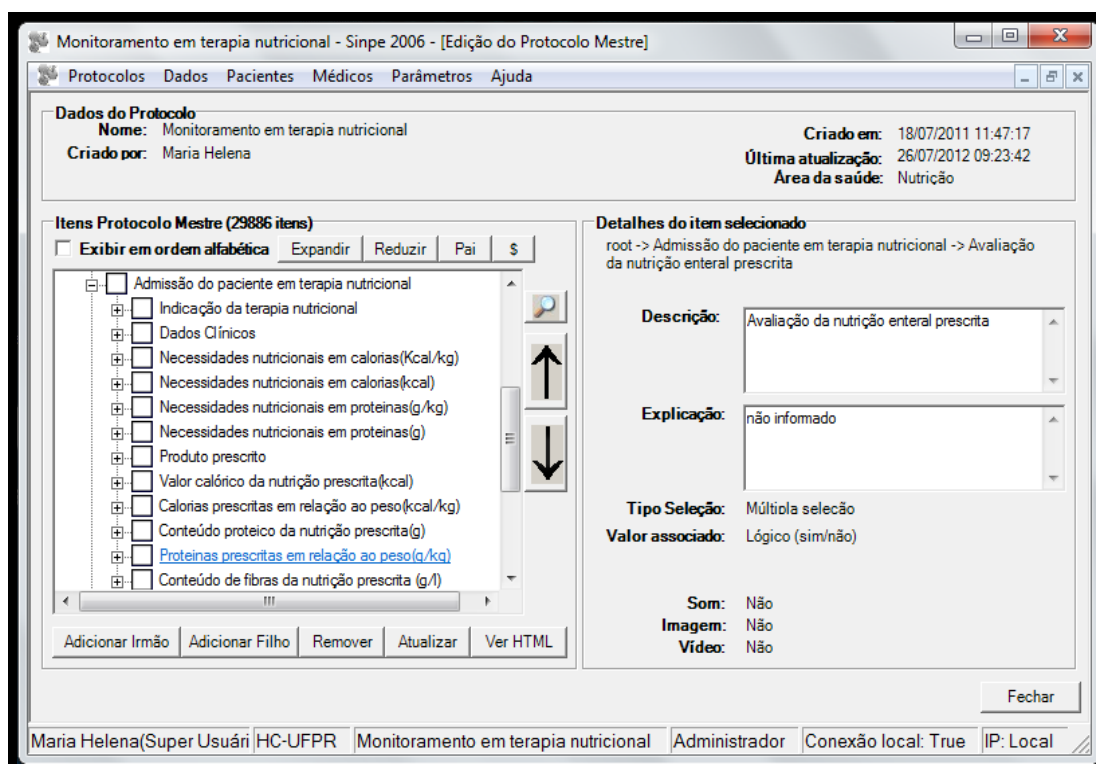 Monitoramento em terapia nutricional - Sinpe 2006 - [Edição do Protocolo Mestre]
Protocolos Dados Pacientes Médicos Parâmetros Ajuda
Dados do Protocolo
Nome: Monitoramento em terapia nutricional
Criado por: Maria Helena
Criado em: 18/07/2011 11:47:17
Última atualização: 26/07/2012 09:23:42
Área da saúde: Nutrição
Itens Protocolo Mestre (29886 itens)
Exibir em ordem alfabética Expandir Reduzir Pai $
Admissão do paciente em terapia nutricional
Indicação da terapia nutricional
Dados Clínicos
Necessidades nutricionais em calorias(Kcal/kg)
Necessidades nutricionais em calorias(kcal)
Necessidades nutricionais em proteinas(g/kg)
Necessidades nutricionais em proteinas(g)
Produto prescrito
Valor calórico da nutrição prescrita(kcal)
Calorias prescritas em relação ao peso(kcal/kg)
Conteúdo proteico da nutrição prescrita(g)
Proteinas prescritas em relação ao peso(g/kg)
Conteúdo de fibras da nutrição prescrita (g/l)
Adicionar Irmão Adicionar Filho Remover Atualizar Ver HTML
Detalhes do item selecionado
root -> Admissão do paciente em terapia nutricional -> Avaliação
da nutrição enteral prescrita
Descrição: Avaliação da nutrição enteral prescrita
Explicação: não informado
Tipo Seleção: Múltipla selecão
Valor associado: Lógico (sim/não)
Som: Não
Imagem: Não
Vídeo: Não
Fechar
Maria Helena(Super Usuári HC-UFPR Monitoramento em terapia nutricional Administrador Conexão local: True IP: Local